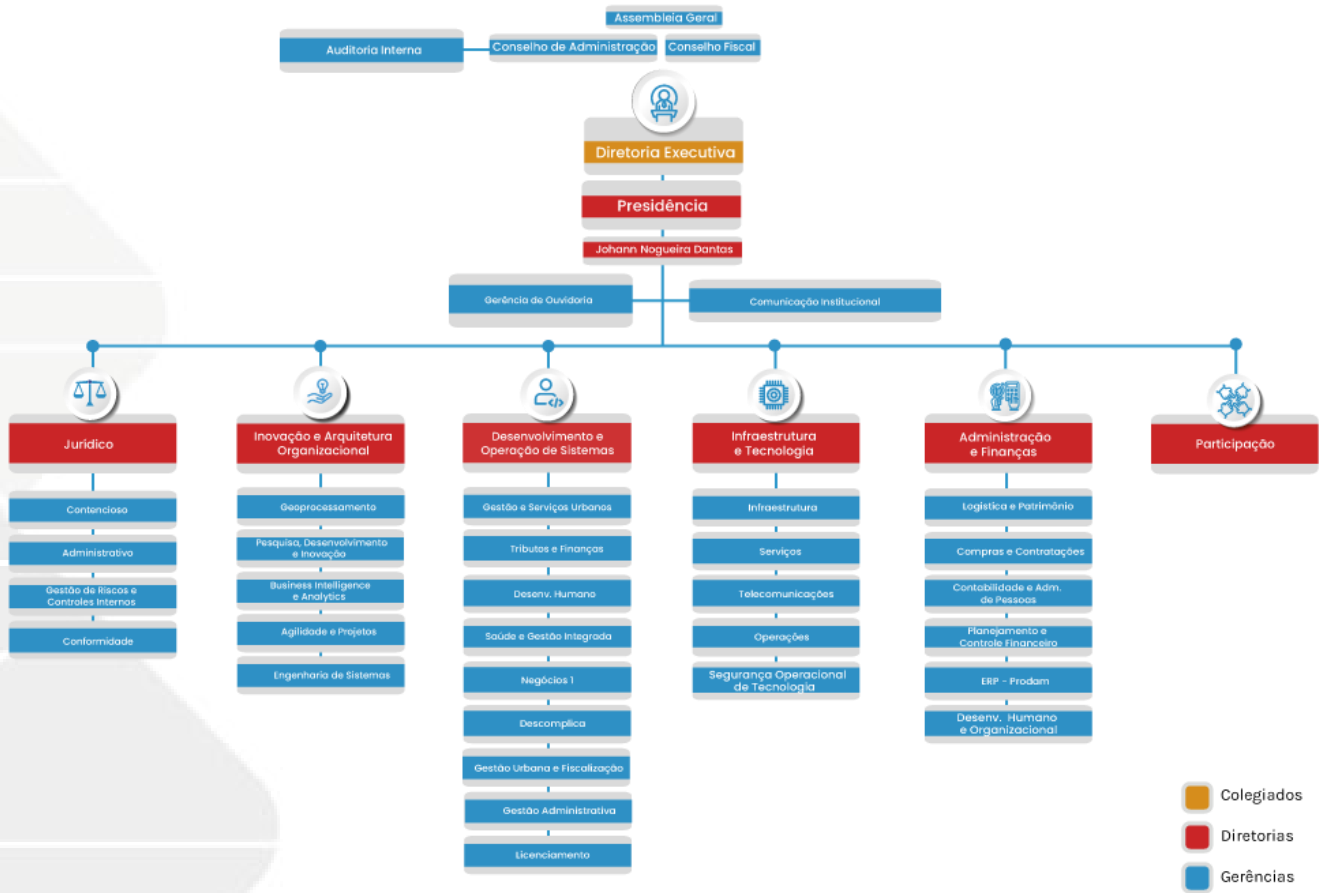 Assembleia Geral
Auditoria Interna
Conselho de Administração
Conselho Fiscal
Diretoria Executiva
Presidência
Johann Nogueira Dantas
Gerência de Ouvidoria
Comunicação Institucional
Jurídico
Contencioso
Administrativo
Gestão de Riscos e
Controles Internos
Conformidade
Inovação e Arquitetura
Organizacional
Geoprocessamento
Pesquisa, Desenvolvimento
e Inovação
Business Intelligence
e Analytics
Agilidade e Projetos
Engenharia de Sistemas
Desenvolvimento e
Operação de Sistemas
Gestão e Serviços Urbanos
Tributos e Finanças
Desenv. Humano
Saúde e Gestão Integrada
Negócios 1
Descomplica
Gestão Urbana e Fiscalização
Gestão Administrativa
Licenciamento
Infraestrutura
e Tecnologia
Infraestrutura
Serviços
Telecomunicações
Operações
Segurança Operacional
de Tecnologia
Administração
e Finanças
Logística e Patrimônio
Compras e Contratações
Contabilidade e Adm.
de Pessoas
Planejamento e
Controle Financeiro
ERP - Prodam
Desenv. Humano
e Organizacional
Participação
Colegiados
Diretorias
Gerências